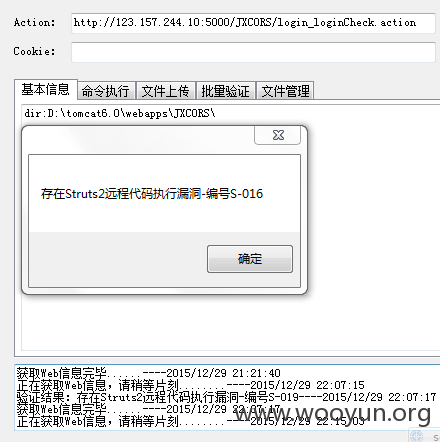 Action: http://123.157.244.10:5000/JXCORS/login_loginCheck.action
Cookie:
基本信息 命令执行 文件上传 批量验证 文件管理
dir:D:\tomcat6.0\webapps\JXCORS\
存在Struts2远程代码执行漏洞-编号S-016
确定
获取Web信息完毕......----2015/12/29 21:21:40
正在获取Web信息，请稍等片刻........----2015/12/29 22:07:15
验证结果：存在Struts2远程代码执行漏洞-编号S-019----2015/12/29 22:07:17
获取Web信息完毕......----2015/12/29 22:07:17
正在获取Web信息，请稍等片刻........----2015/12/29 22:15:03
www.wooyun.org